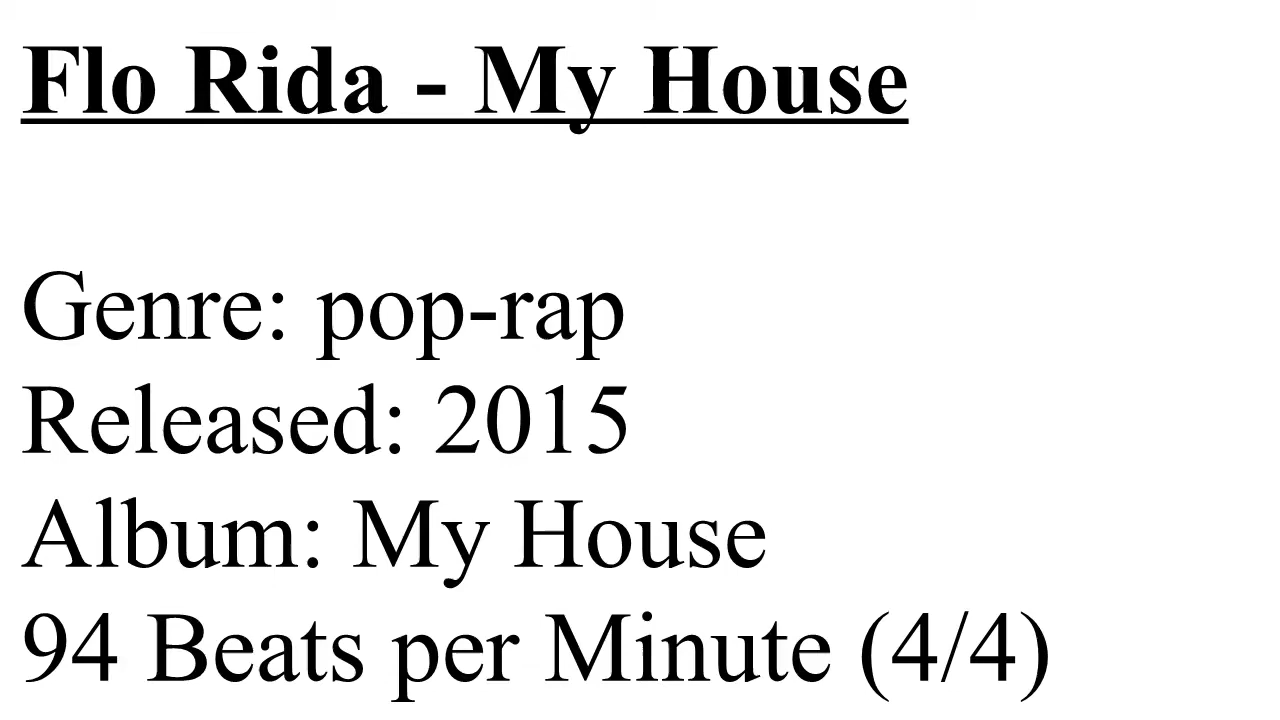 Flo Rida - My House
Genre: pop-rap
Released: 2015
Album: My House
94 Beats per Minute (4/4)